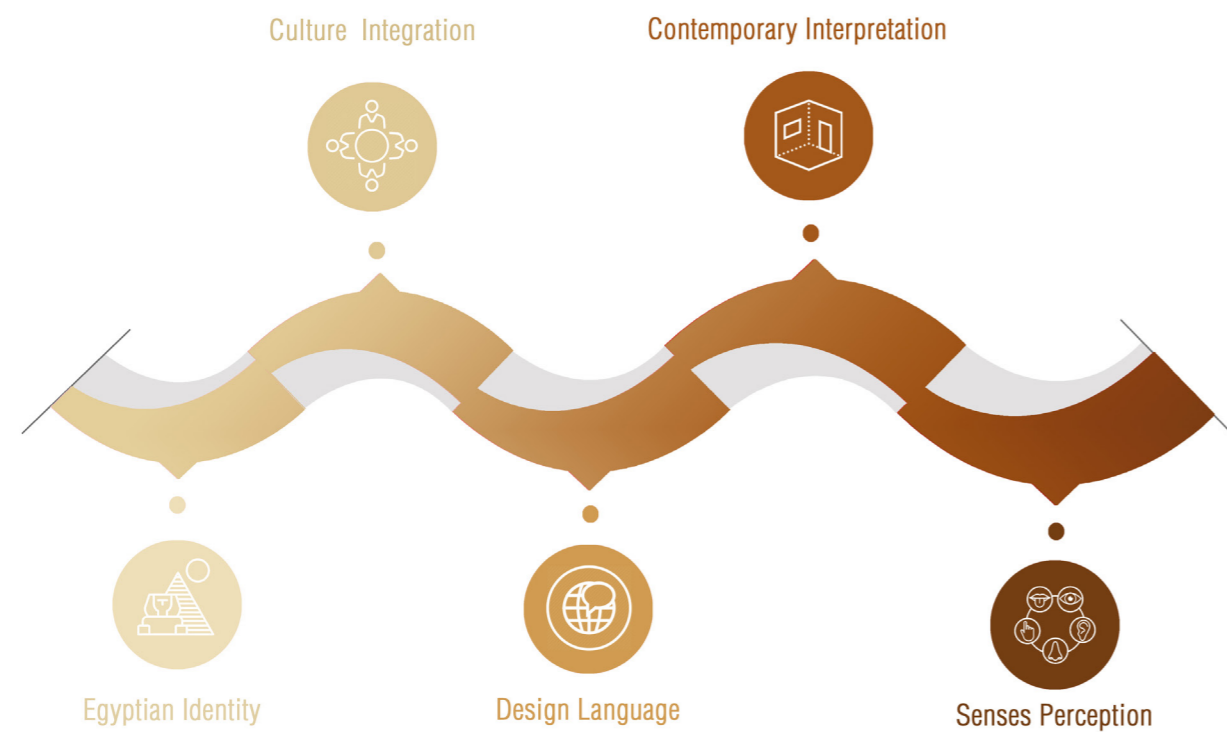 Culture Integration
Contemporary Interpretation
Egyptian Identity
Design Language
Senses Perception